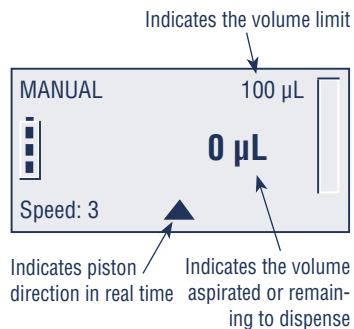 Indicates the volume limit
MANUAL 100 µL
0 µL
Speed: 3
Indicates piston
direction in real time
Indicates the volume
aspirated or remain-
ing to dispense